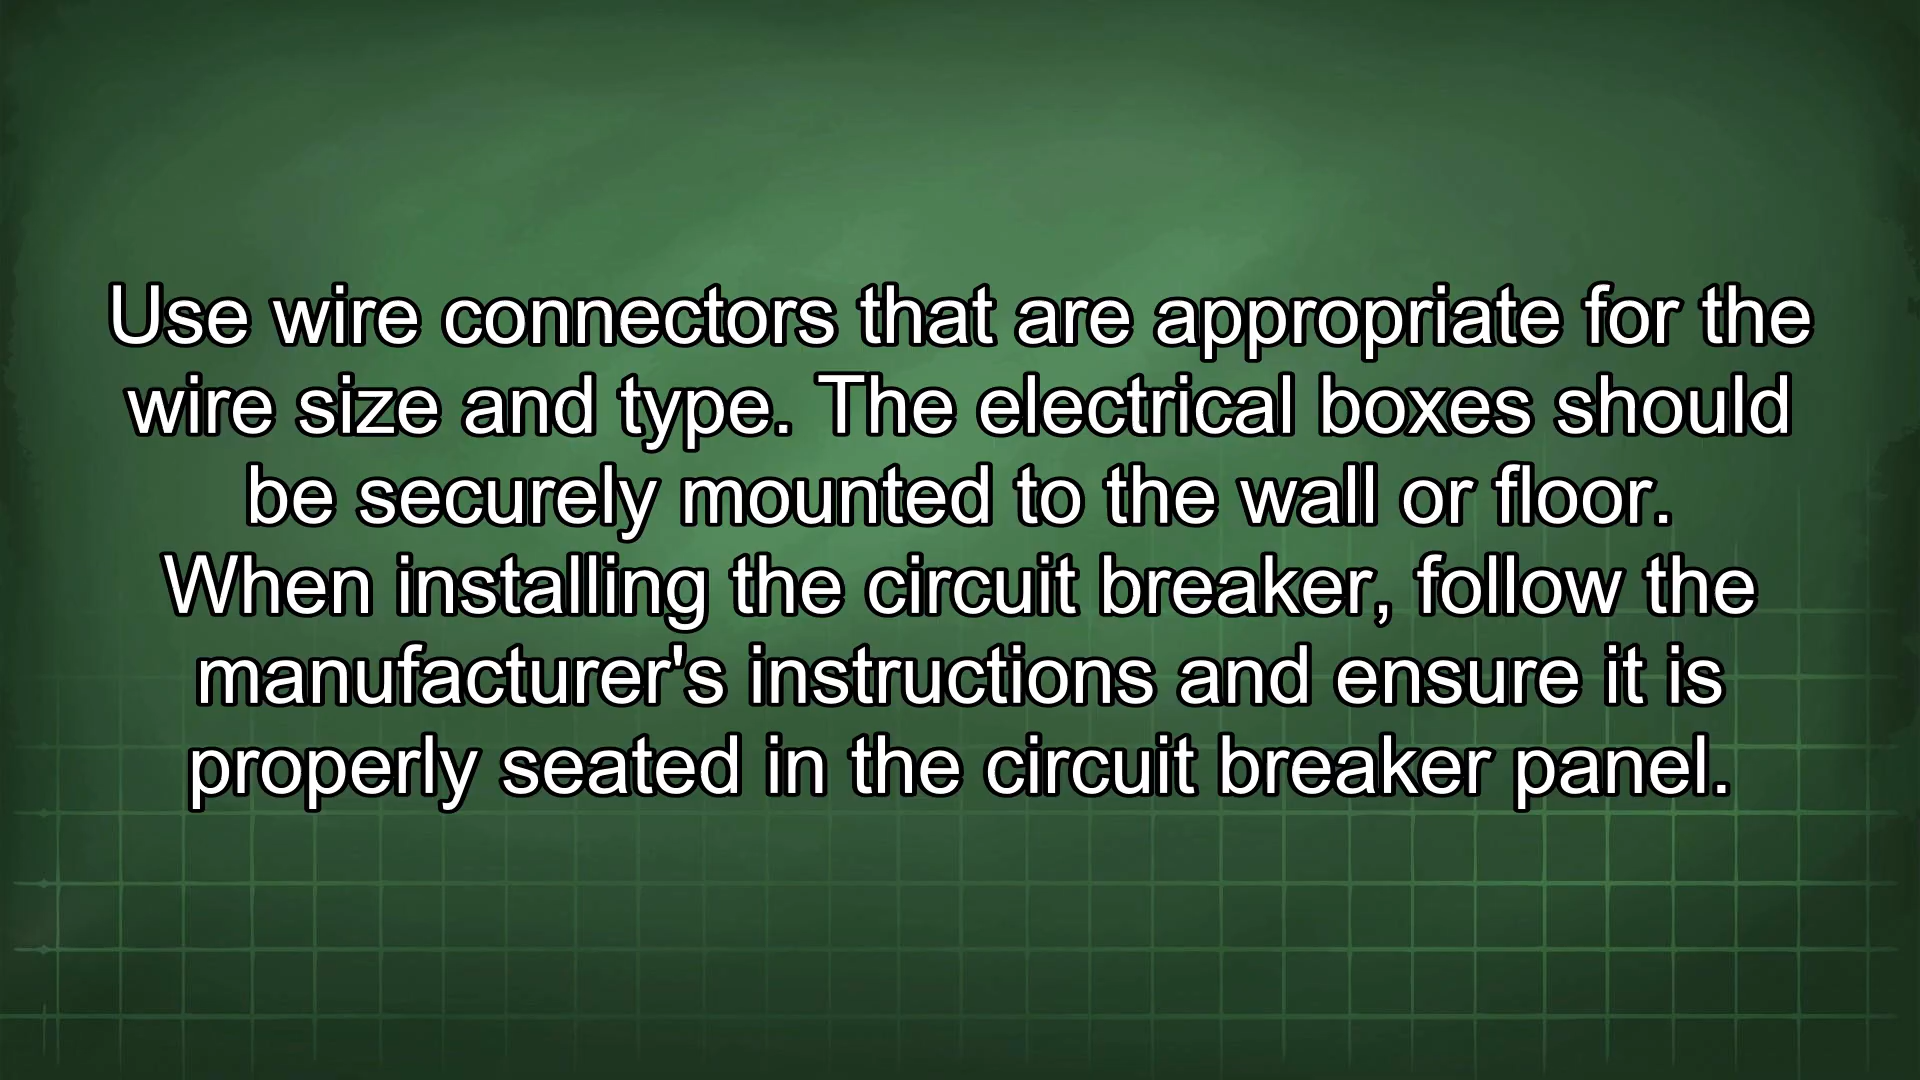 Use wire connectors that are appropriate for the
wire size and type. The electrical boxes should
be securely mounted to the wall or floor.
When installing the circuit breaker, follow the
manufacturer's instructions and ensure it is
properly seated in the circuit breaker panel.